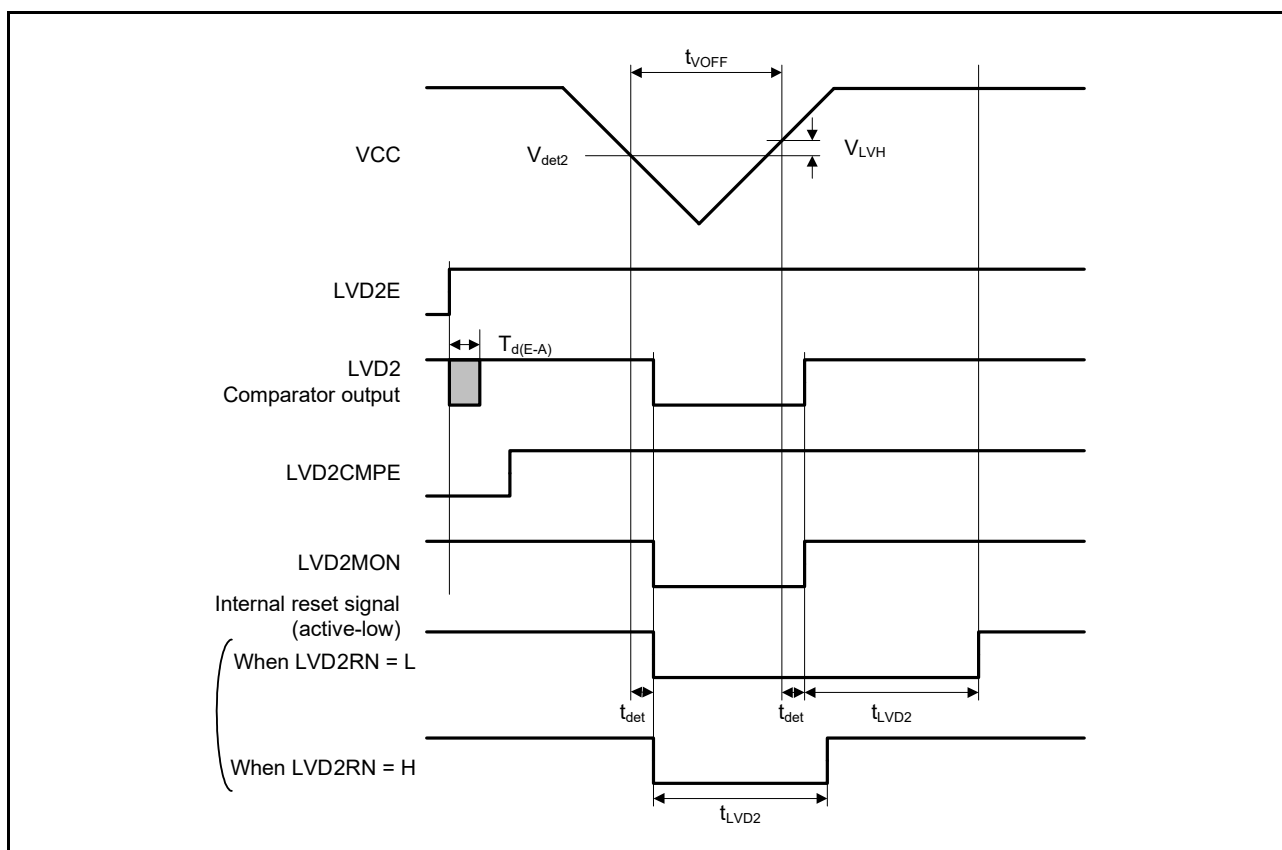 tVOFF
VCC
Vdet2
VLVH
LVD2E
Td(E-A)
LVD2
Comparator output
LVD2CMPE
LVD2MON
Internal reset signal
(active-low)
When LVD2RN = L
tdet
tdet
tLVD2
When LVD2RN = H
tLVD2